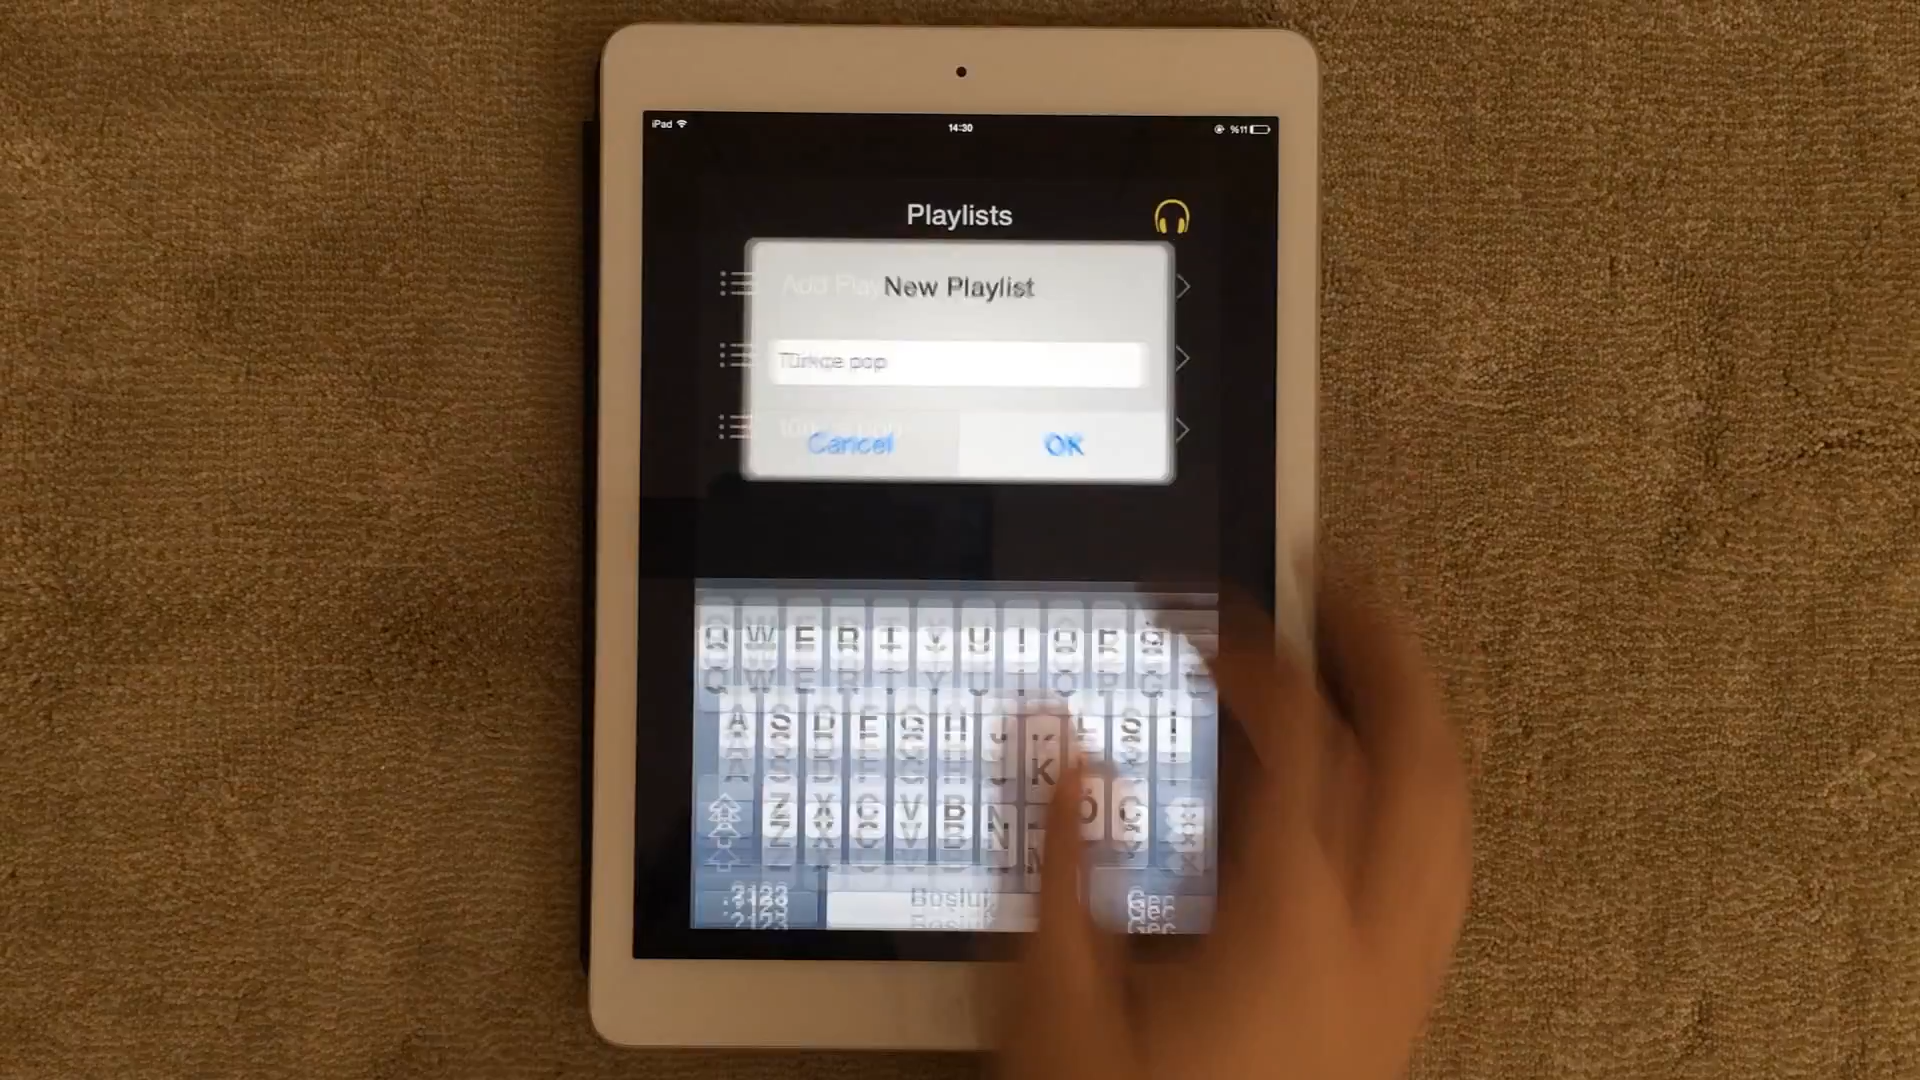 iPad
14:30
%11
Playlists
Add Play
New Playlist
Türkçe pop
Cancel
OK
Q W E R T Y U I O P Ğ
A S D F G H J K L Ş İ
Z X C V B N M Ö Ç
.?123
Boşluk
Geç